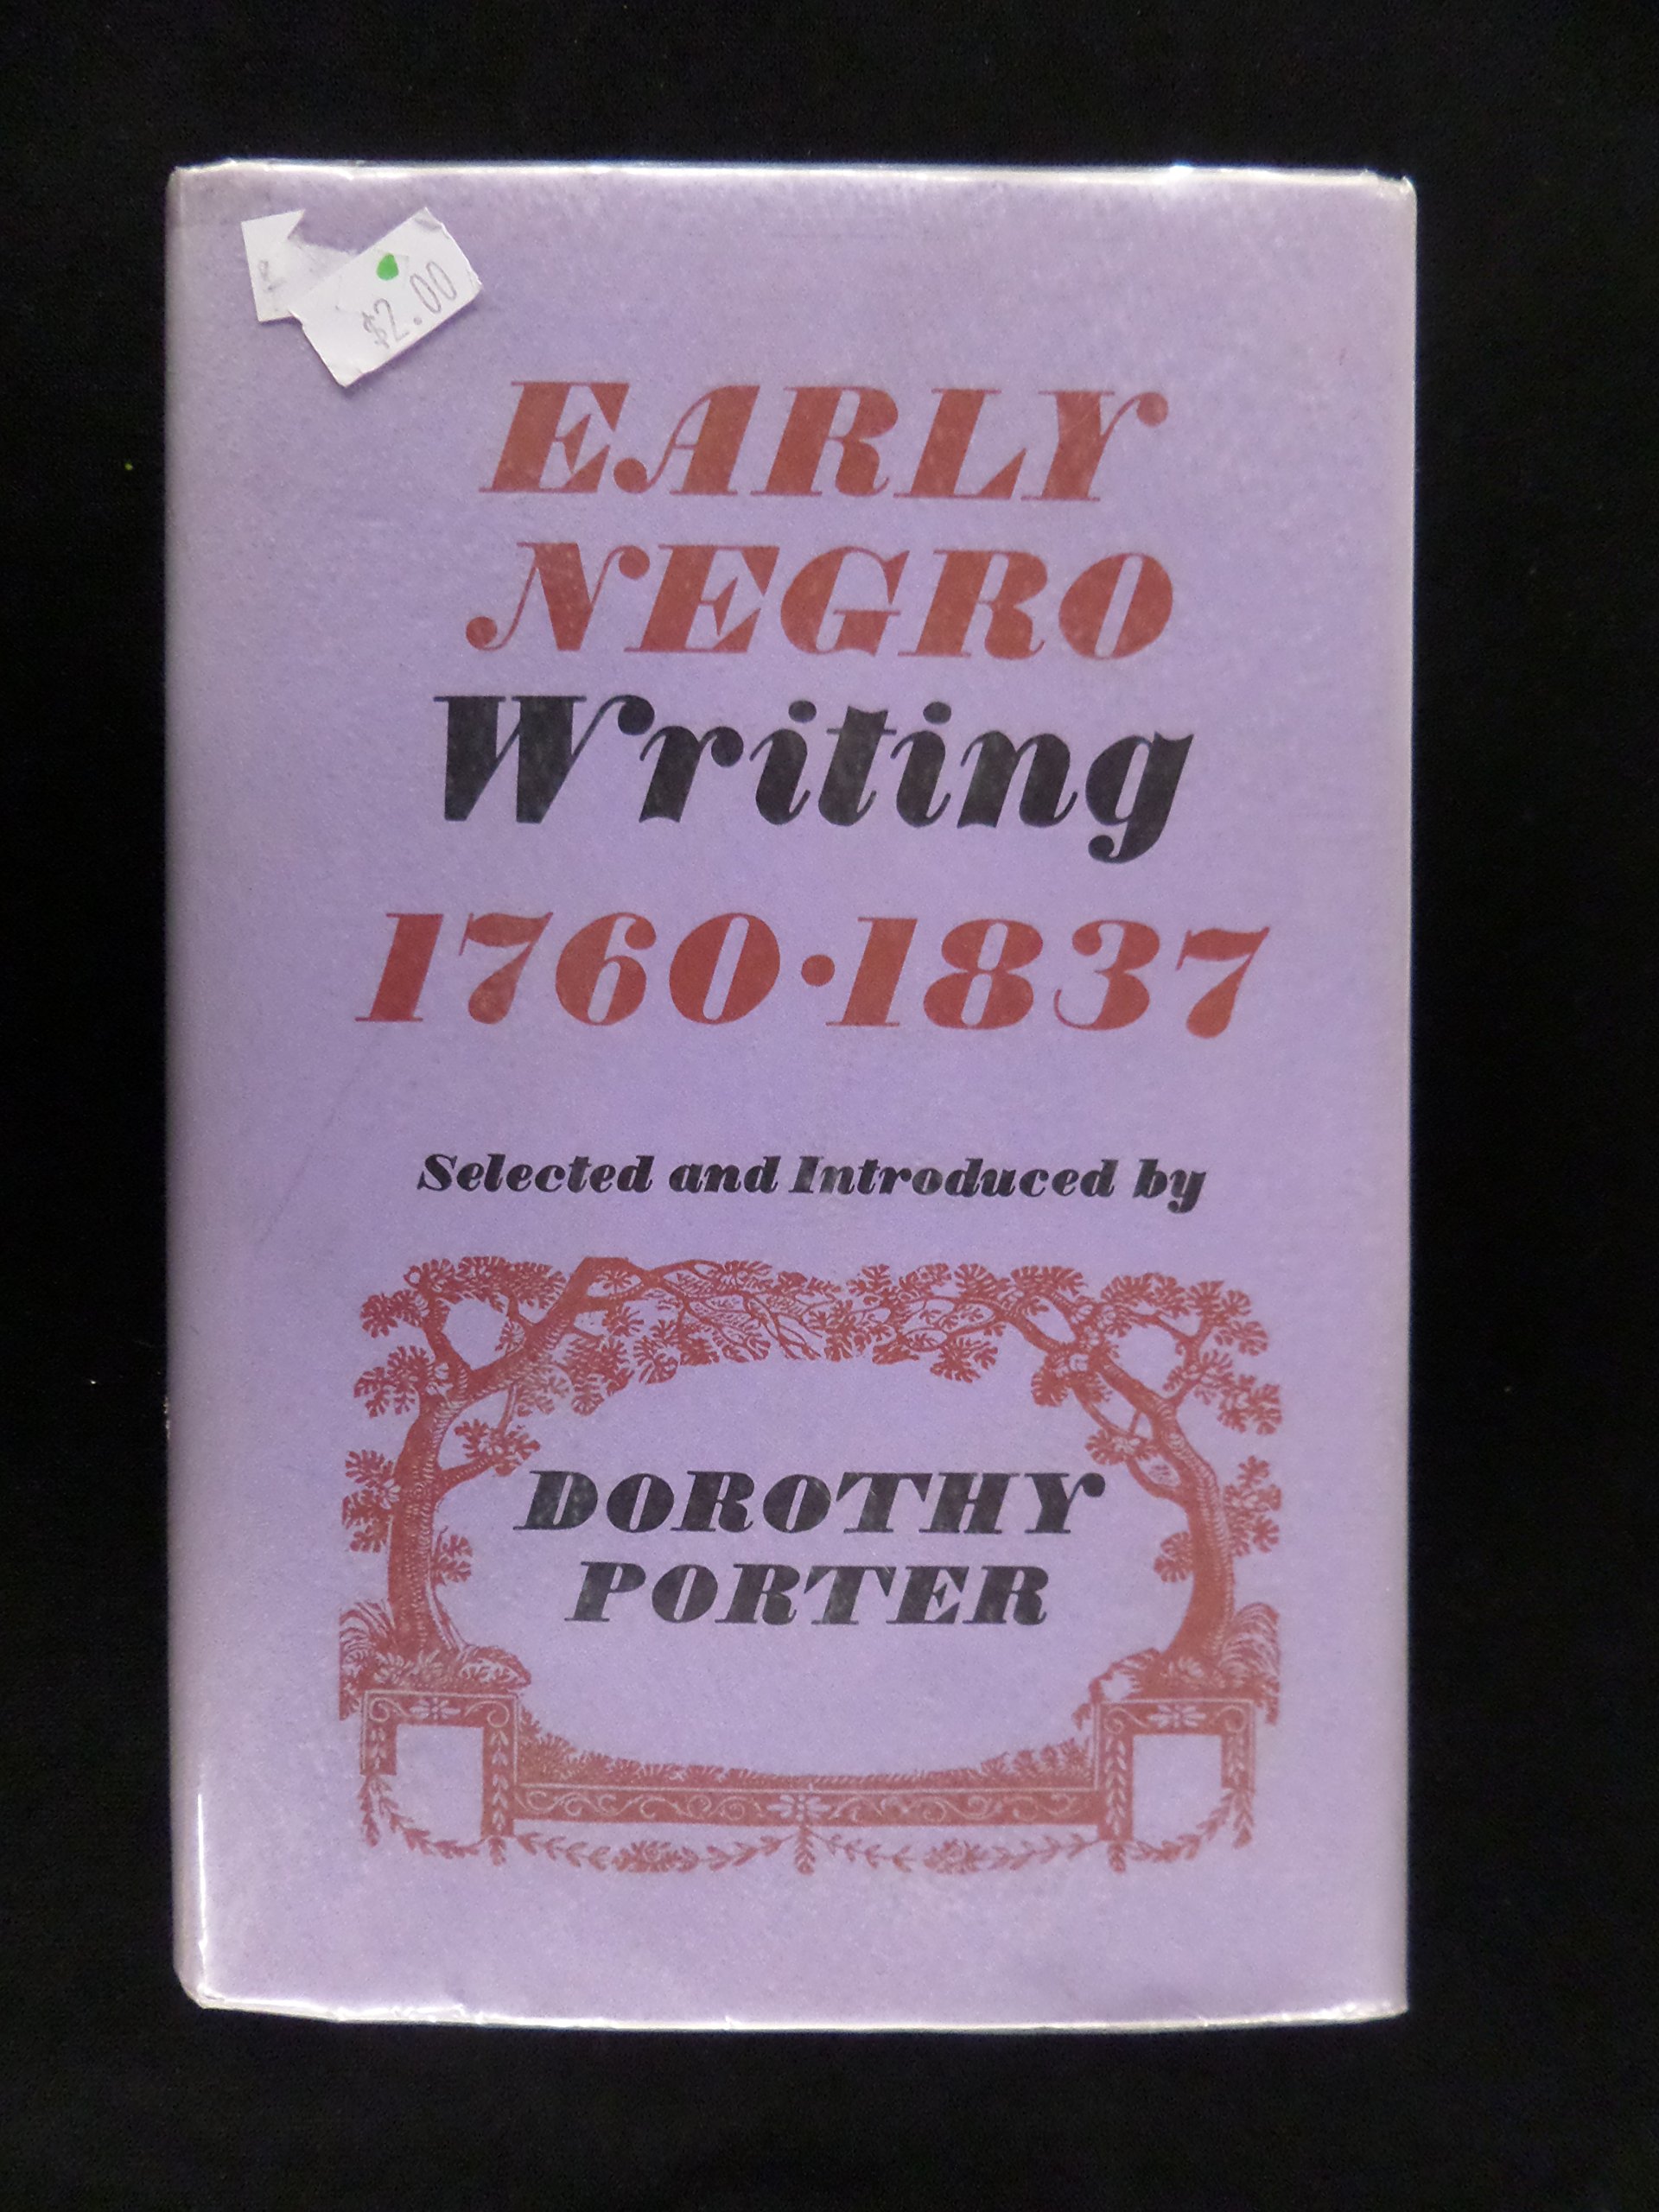 $2.00
EARLY
NEGRO
Writing
1760·1837
Selected and Introduced by
DOROTHY
PORTER